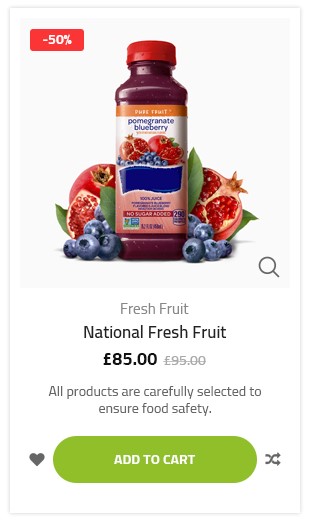 -50%
PURE FRUIT
pomegranate
blueberry
100% JUICE
NO SUGAR ADDED
Fresh Fruit
National Fresh Fruit
£85.00 £95.00
All products are carefully selected to
ensure food safety.
ADD TO CART